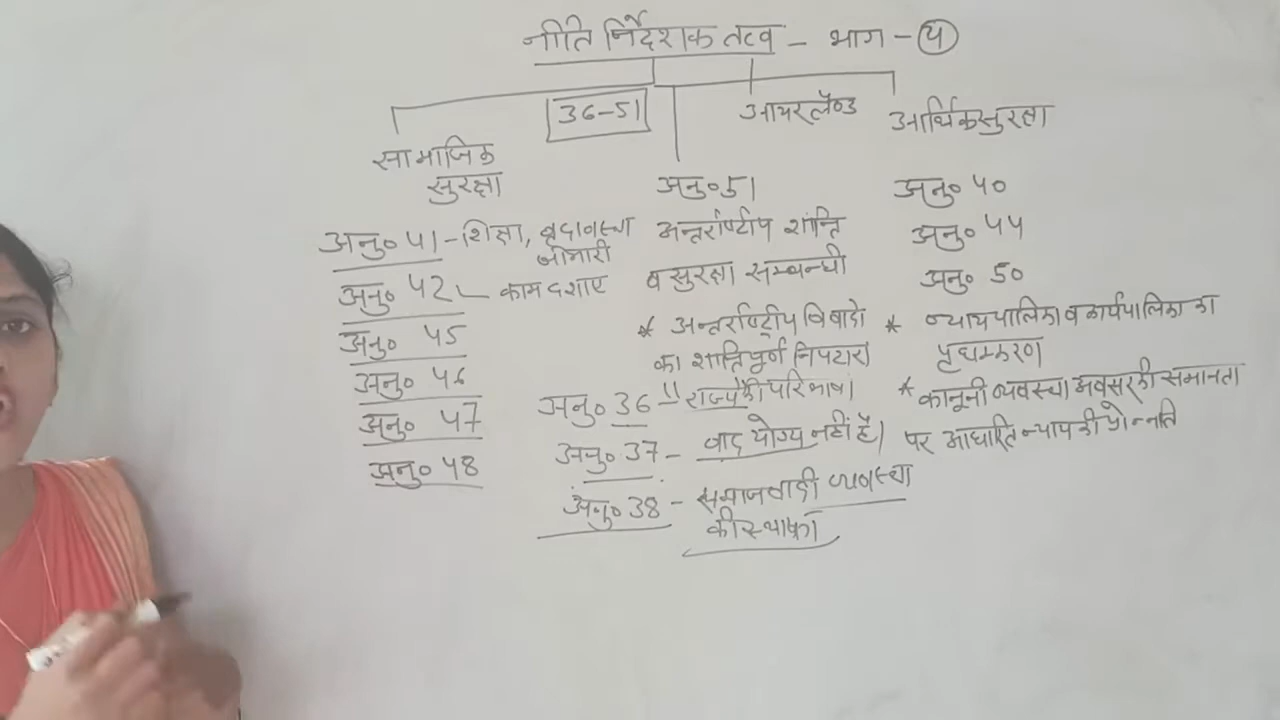 नीति निर्देशक तत्व - भाग - 4
36-51
आयरलैण्ड
आर्थिक सुरक्षा
सामाजिक
सुरक्षा
अनु० 41 - शिक्षा, वृद्धावस्था
बीमारी
अनु० 42 - काम दशाए
अनु० 45
अनु० 46
अनु० 47
अनु० 48
अनु० 51
अन्तर्राष्ट्रीय शान्ति
व सुरक्षा सम्बन्धी
* अन्तर्राष्ट्रीय विवादो
का शान्तिपूर्ण निपटारा
अनु० 36 - "राज्य" की परिभाषा
अनु० 37 - वाद योग्य नहीं है।
अनु० 38 - समाजवादी व्यवस्था
की स्थापना
अनु० 40
अनु० 44
अनु० 50
* न्यायपालिका व कार्यपालिका का
पृथक्करण
* कानूनी व्यवस्था अवसर की समानता
पर आधारित न्याय की प्रोन्नति